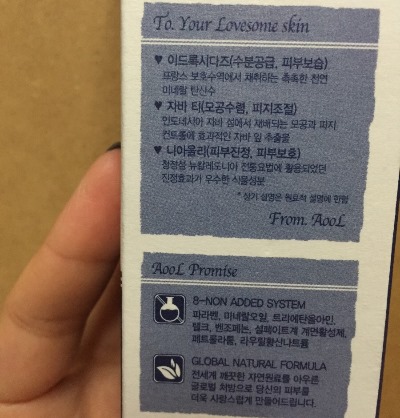 To. Your Lovesome skin
♥ 이드록시다즈(수분공급, 피부보습)
프랑스 보호수역에서 채취하는 촉촉한 천연
미네랄 탄산수
♥ 자바 티(모공수렴, 피지조절)
인도네시아 자바 섬에서 재배되는 모공과 피지
컨트롤에 효과적인 자바 잎 추출물
♥ 니아울리(피부진정, 피부보호)
청정섬 뉴칼레도니아 전통요법에 활용되었던
진정효과가 우수한 식물성분
* 상기 설명은 원료적 설명에 한함
From. AooL
AooL Promise
8-NON ADDED SYSTEM
파라벤, 미네랄오일, 트리에탄올아민,
탤크, 벤조페논, 설페이트계 계면활성제,
페트롤라툼, 라우릴황산나트륨
GLOBAL NATURAL FORMULA
전세계 깨끗한 자연원료를 아우른
글로벌 처방으로 당신의 피부를
더욱 사랑스럽게 만들어드립니다.